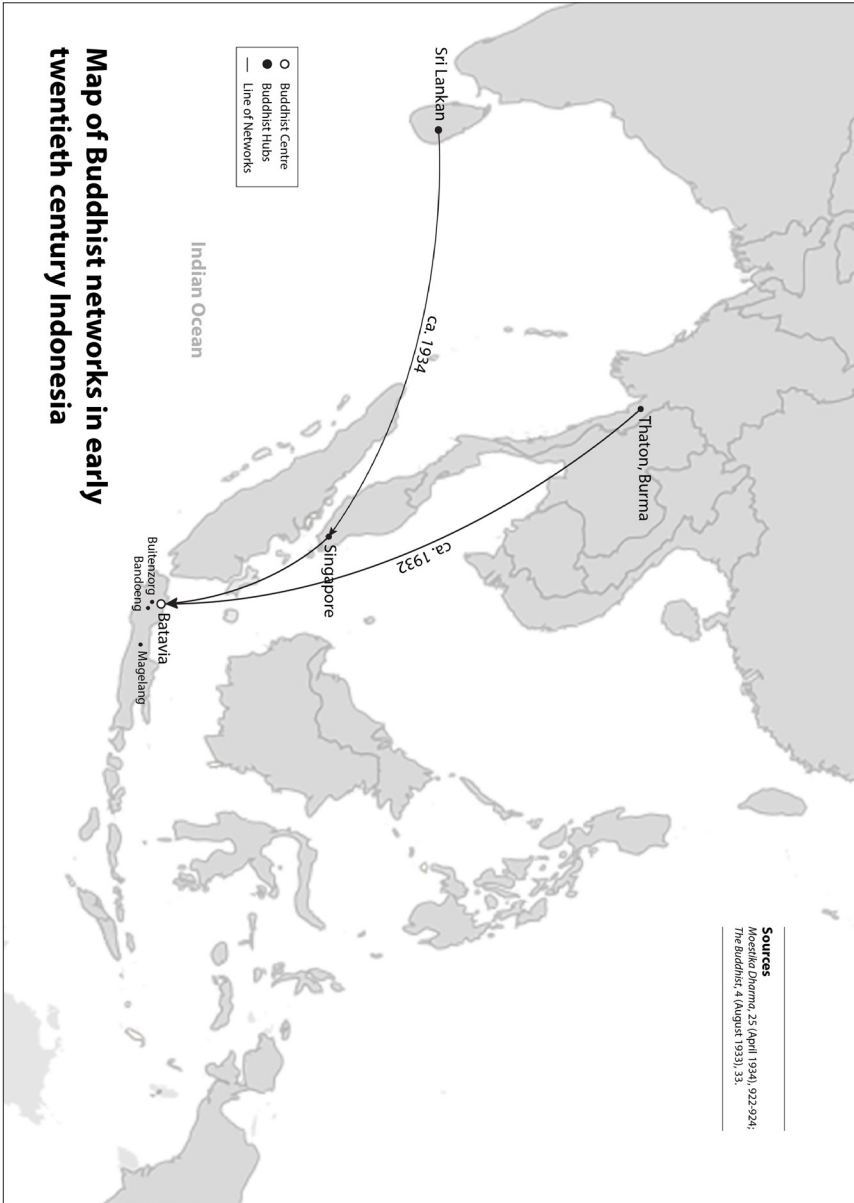 Sources
Moestika Dharma, 25 (April 1934), 922-924;
The Buddhist, 4 (August 1933), 33.
Thaton, Burma
Sri Lankan
ca. 1934
ca. 1932
Singapore
Buddhist Centre
Buddhist Hubs
Line of Networks
Indian Ocean
Batavia
Buitenzorg
Bandoeng
Magelang
Map of Buddhist networks in early
twentieth century Indonesia